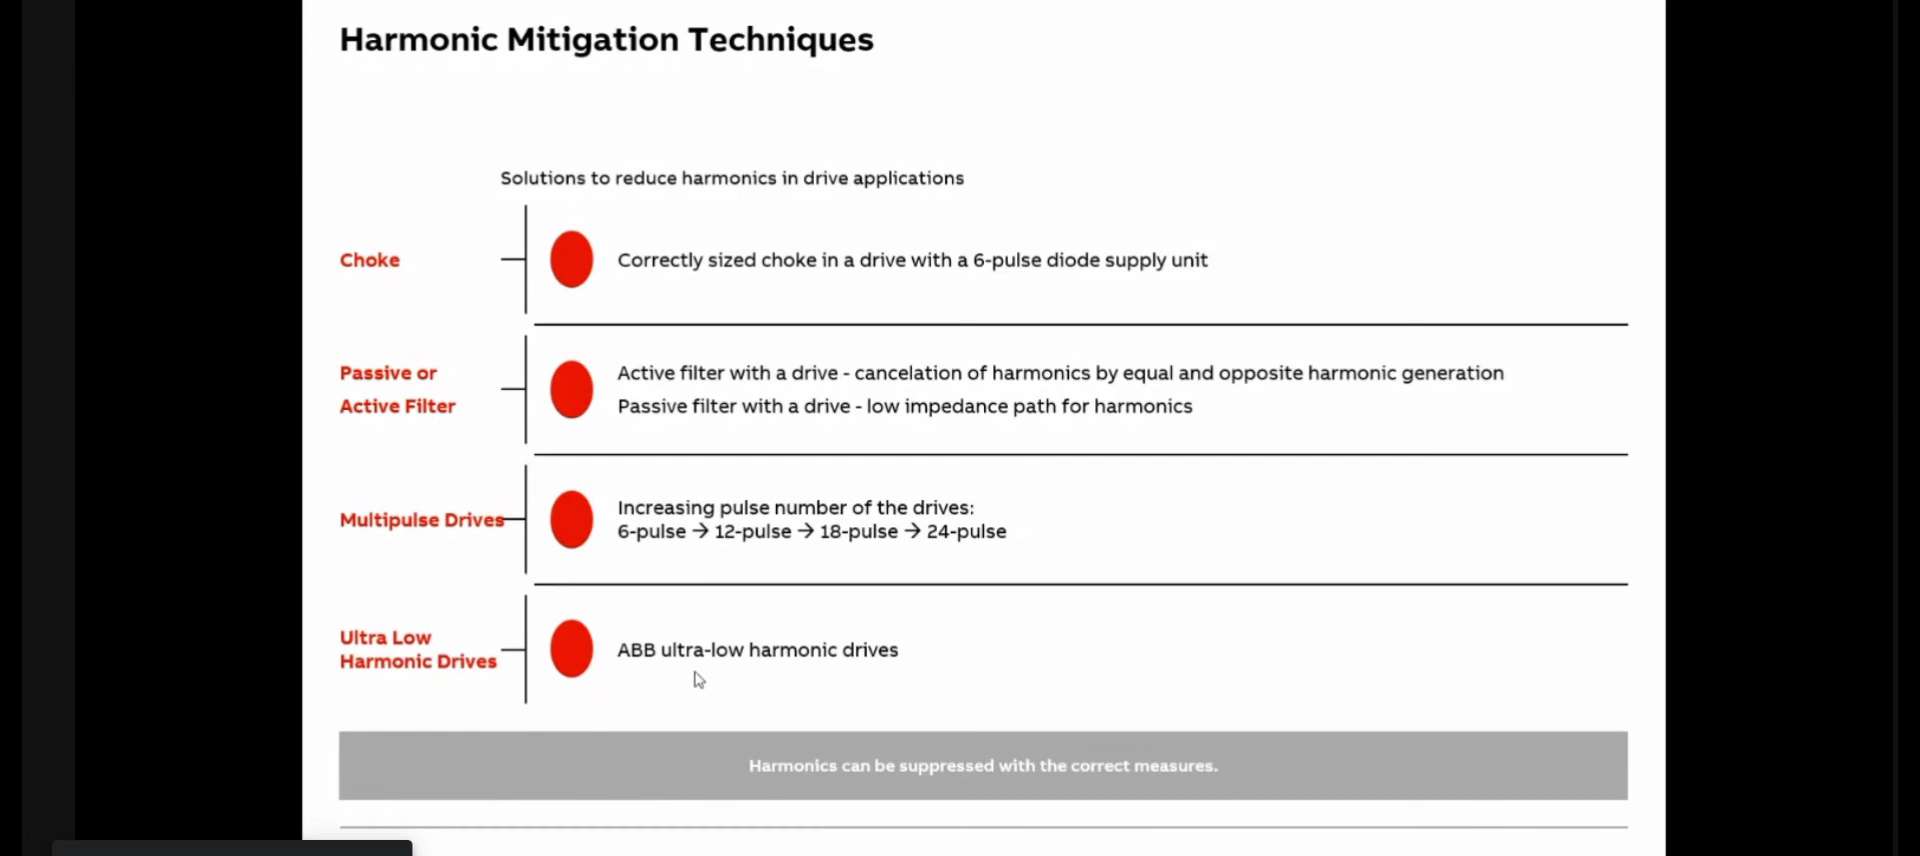 Harmonic Mitigation Techniques
Solutions to reduce harmonics in drive applications
Choke
Correctly sized choke in a drive with a 6-pulse diode supply unit
Passive or
Active Filter
Active filter with a drive - cancelation of harmonics by equal and opposite harmonic generation
Passive filter with a drive - low impedance path for harmonics
Multipulse Drives
Increasing pulse number of the drives:
6-pulse → 12-pulse → 18-pulse → 24-pulse
Ultra Low
Harmonic Drives
ABB ultra-low harmonic drives
Harmonics can be suppressed with the correct measures.